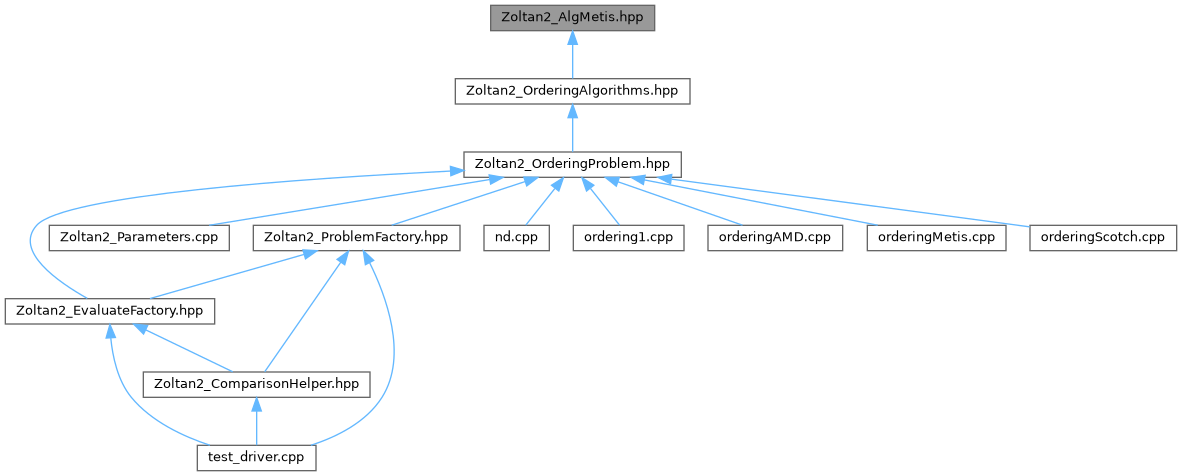 Zoltan2_AlgMetis.hpp
Zoltan2_OrderingAlgorithms.hpp
Zoltan2_OrderingProblem.hpp
Zoltan2_Parameters.cpp
Zoltan2_ProblemFactory.hpp
nd.cpp
ordering1.cpp
orderingAMD.cpp
orderingMetis.cpp
orderingScotch.cpp
Zoltan2_EvaluateFactory.hpp
Zoltan2_ComparisonHelper.hpp
test_driver.cpp